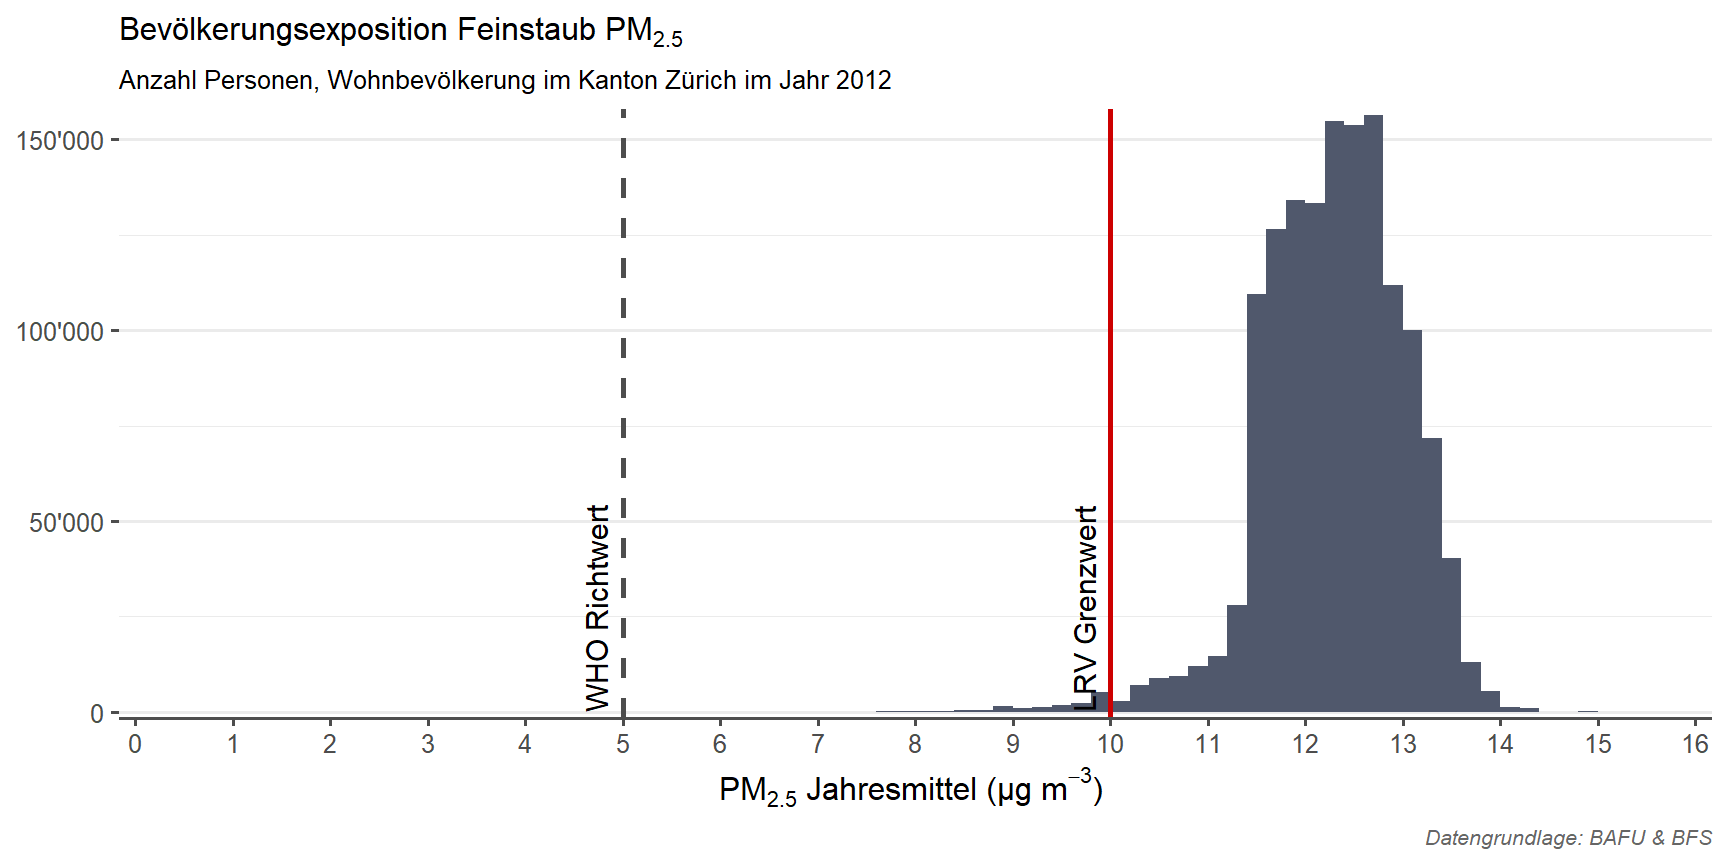 Bevölkerungsexposition Feinstaub PM2.5
Anzahl Personen, Wohnbevölkerung im Kanton Zürich im Jahr 2012
150'000
100'000
50'000
0
WHO Richtwert
LRV Grenzwert
0 1 2 3 4 5 6 7 8 9 10 11 12 13 14 15 16
PM2.5 Jahresmittel (µg m−3)
Datengrundlage: BAFU & BFS